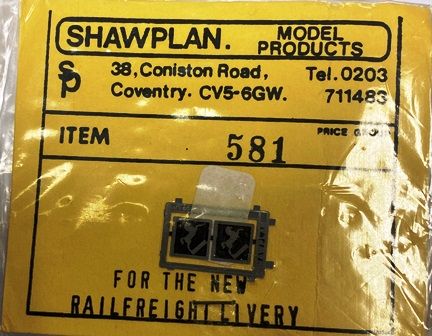 SHAWPLAN. MODEL PRODUCTS
sp 38, Coniston Road, Tel. 0203
Coventry. CV5-6GW. 711483
ITEM 581 PRICE GROUP
FOR THE NEW
RAILFREIGHT LIVERY